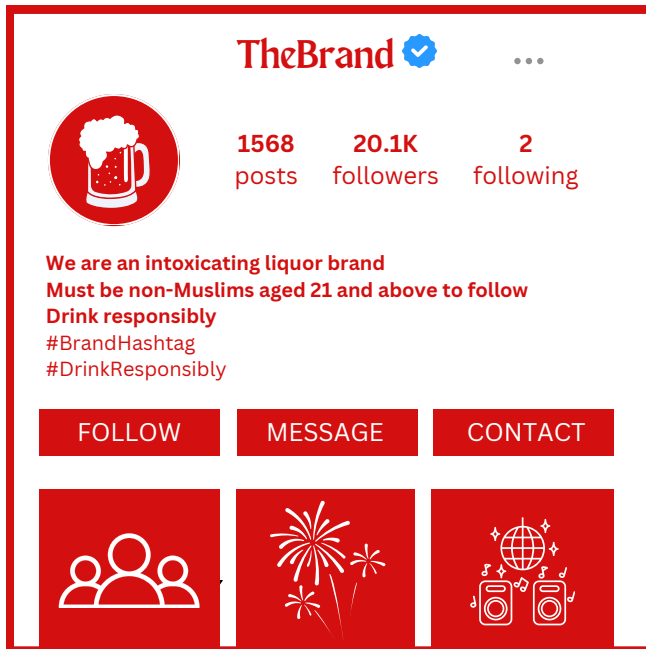 TheBrand
1568 20.1K 2
posts followers following
We are an intoxicating liquor brand
Must be non-Muslims aged 21 and above to follow
Drink responsibly
#BrandHashtag
#DrinkResponsibly
FOLLOW MESSAGE CONTACT